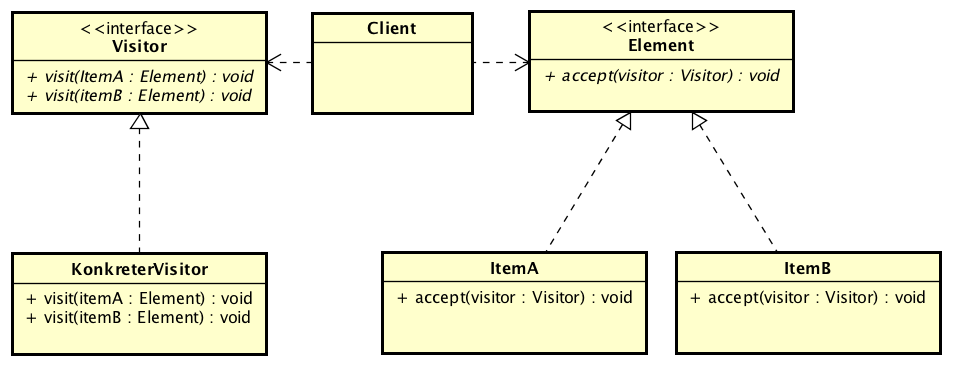 <<interface>>
Visitor
+ visit(ItemA : Element) : void
+ visit(itemB : Element) : void
Client
<<interface>>
Element
+ accept(visitor : Visitor) : void
KonkreterVisitor
+ visit(itemA : Element) : void
+ visit(itemB : Element) : void
ItemA
+ accept(visitor : Visitor) : void
ItemB
+ accept(visitor : Visitor) : void